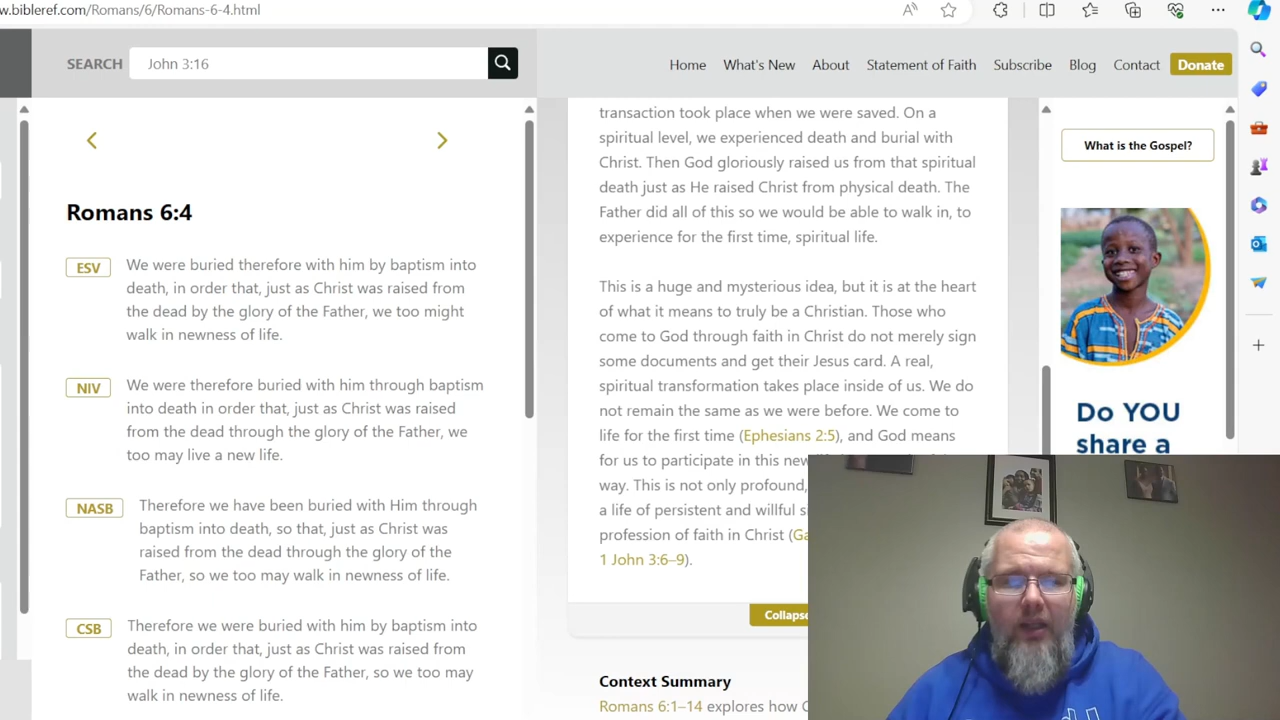 w.bibleref.com/Romans/6/Romans-6-4.html
SEARCH
John 3:16
Home
What's New
About
Statement of Faith
Subscribe
Blog
Contact
Donate
Romans 6:4
ESV
We were buried therefore with him by baptism into
death, in order that, just as Christ was raised from
the dead by the glory of the Father, we too might
walk in newness of life.
NIV
We were therefore buried with him through baptism
into death in order that, just as Christ was raised
from the dead through the glory of the Father, we
too may live a new life.
NASB
Therefore we have been buried with Him through
baptism into death, so that, just as Christ was
raised from the dead through the glory of the
Father, so we too may walk in newness of life.
CSB
Therefore we were buried with him by baptism into
death, in order that, just as Christ was raised from
the dead by the glory of the Father, so we too may
walk in newness of life.
transaction took place when we were saved. On a
spiritual level, we experienced death and burial with
Christ. Then God gloriously raised us from that spiritual
death just as He raised Christ from physical death. The
Father did all of this so we would be able to walk in, to
experience for the first time, spiritual life.
This is a huge and mysterious idea, but it is at the heart
of what it means to truly be a Christian. Those who
come to God through faith in Christ do not merely sign
some documents and get their Jesus card. A real,
spiritual transformation takes place inside of us. We do
not remain the same as we were before. We come to
life for the first time (Ephesians 2:5), and God means
for us to participate in this new
way. This is not only profound,
a life of persistent and willful
profession of faith in Christ (Ga
1 John 3:6–9).
Collapse
Context Summary
Romans 6:1–14 explores how
What is the Gospel?
Do YOU
share a